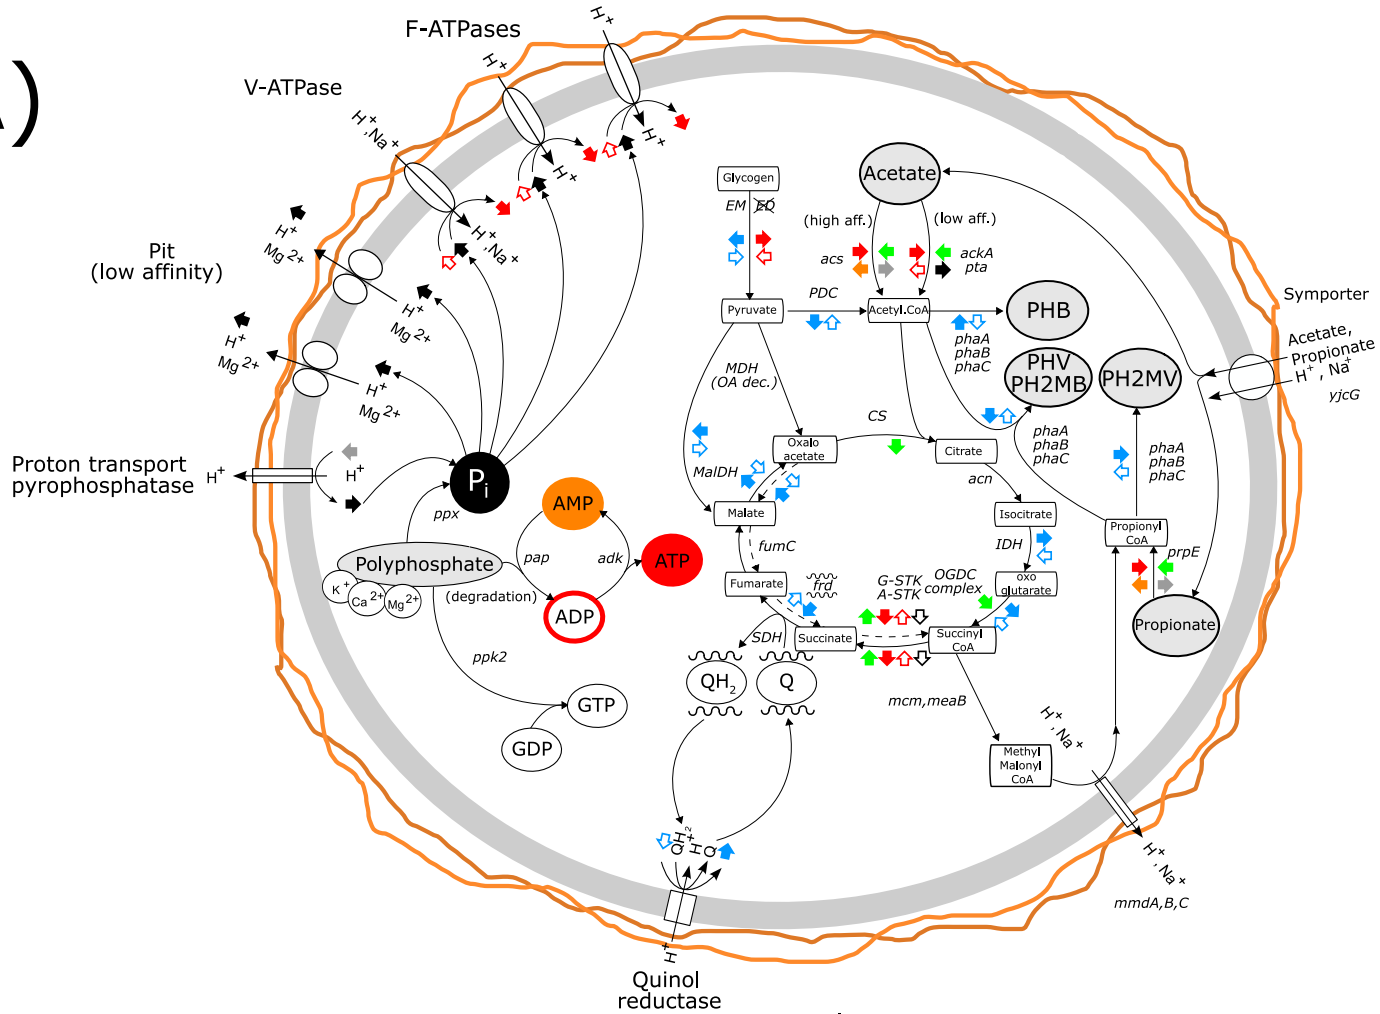 )
F-ATPases
V-ATPase
H+
H+
H+,Na+
H+
H+
H+,Na+
Pit
(low affinity)
H+
Mg 2+
H+
Mg 2+
H+
Mg 2+
H+
Mg 2+
Proton transport
pyrophosphatase
H+
H+
Pi
ppx
AMP
ATP
ADP
pap
adk
Polyphosphate
(degradation)
K+
Ca 2+
Mg2+
ppk2
GTP
GDP
Glycogen
EM ED
Pyruvate
PDC
Acetate
(high aff.)
(low aff.)
acs
ackA
pta
Acetyl.CoA
PHB
phaA
phaB
phaC
PHV
PH2MB
PH2MV
phaA
phaB
phaC
phaA
phaB
phaC
Symporter
Acetate,
Propionate
H+, Na+
yjcG
MDH
(OA dec.)
CS
Oxalo
acetate
Citrate
acn
MalDH
Malate
Isocitrate
IDH
fumC
Fumarate
frd
G-STK
A-STK
OGDC
complex
oxo
glutarate
Propionyl
CoA
prpE
Propionate
SDH
Succinate
Succinyl
CoA
QH2
Q
mcm,meaB
Methyl
Malonyl
CoA
H+,Na+
H+,Na+
mmdA,B,C
QH2
H+
Q
H+
Quinol
reductase